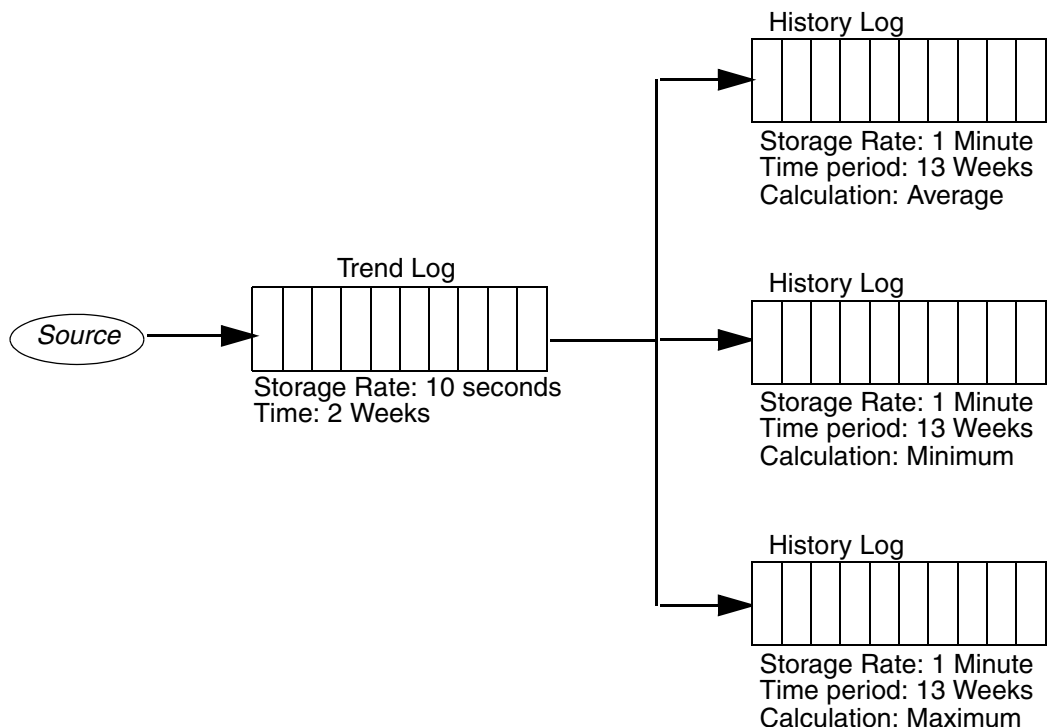 History Log
Storage Rate: 1 Minute
Time period: 13 Weeks
Calculation: Average
Trend Log
Source
Storage Rate: 10 seconds
Time: 2 Weeks
History Log
Storage Rate: 1 Minute
Time period: 13 Weeks
Calculation: Minimum
History Log
Storage Rate: 1 Minute
Time period: 13 Weeks
Calculation: Maximum